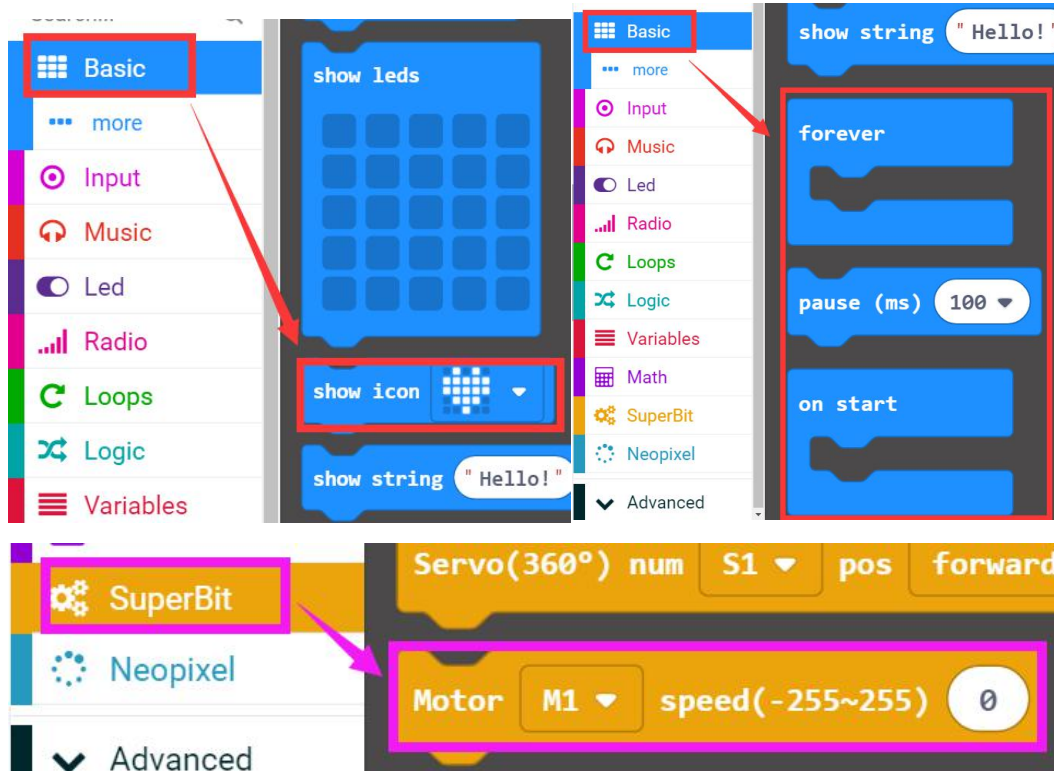 Search...
Basic
more
Input
Music
Led
Radio
Loops
Logic
Variables
show leds
show icon
show string "Hello!"
Basic
more
Input
Music
Led
Radio
Loops
Logic
Variables
Math
SuperBit
Neopixel
Advanced
show string "Hello!"
forever
pause (ms) 100
on start
SuperBit
Neopixel
Advanced
Servo(360°) num S1 pos forward
Motor M1 speed(-255~255) 0